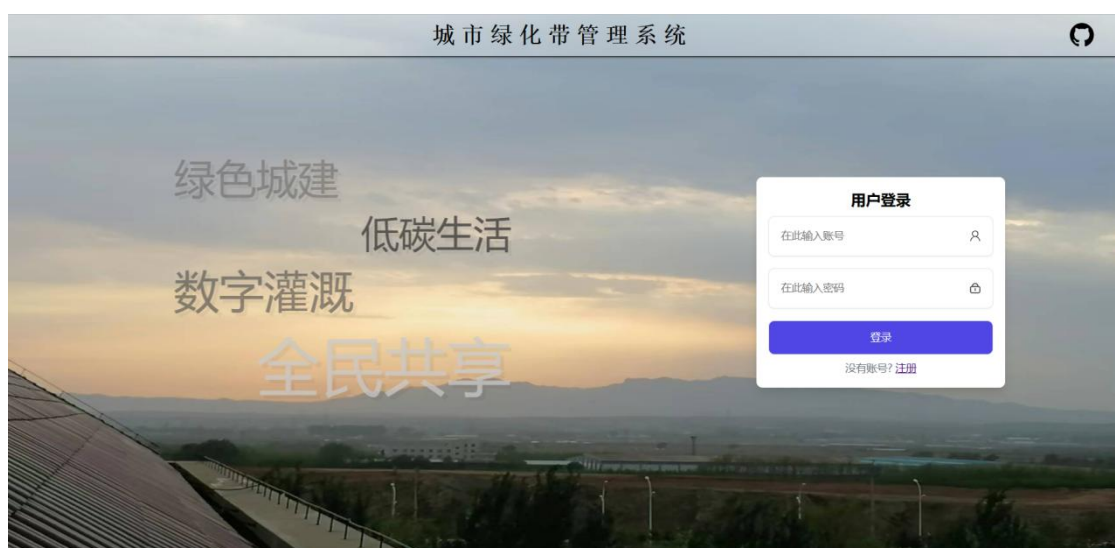 城市绿化带管理系统
绿色城建
低碳生活
数字灌溉
全民共享
用户登录
在此输入账号
在此输入密码
登录
没有账号? 注册